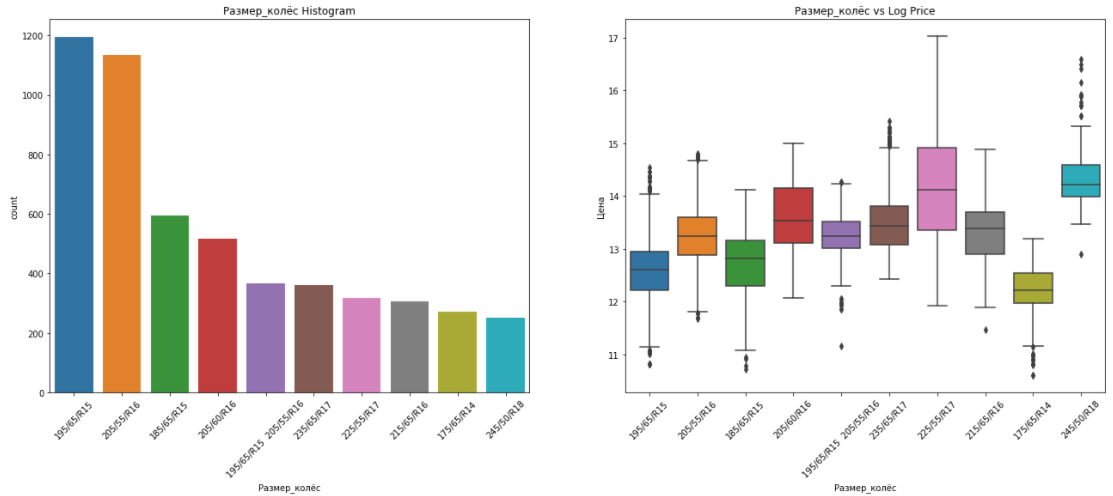 Размер_колёс Histogram
1200
1000
800
600
400
200
0
count
195/65/R15
205/55/R16
185/65/R15
205/60/R16
195/65/R15  205/55/R16
235/65/R17
225/55/R17
215/65/R16
175/65/R14
245/50/R18
Размер_колёс
Размер_колёс vs Log Price
17
16
15
14
13
12
11
Цена
195/65/R15
205/55/R16
185/65/R15
205/60/R16
195/65/R15  205/55/R16
235/65/R17
225/55/R17
215/65/R16
175/65/R14
245/50/R18
Размер_колёс